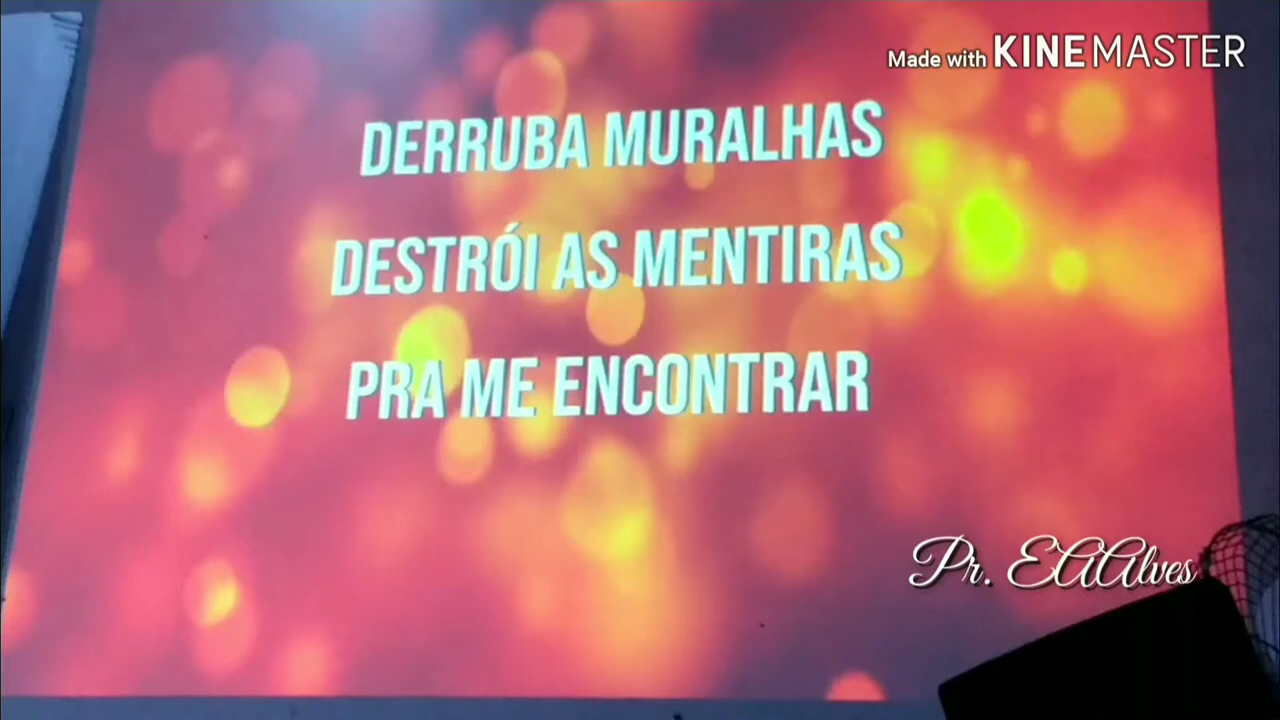 Made with KINEMASTER
DERRUBA MURALHAS
DESTRÓI AS MENTIRAS
PRA ME ENCONTRAR
Pr. EAAlves